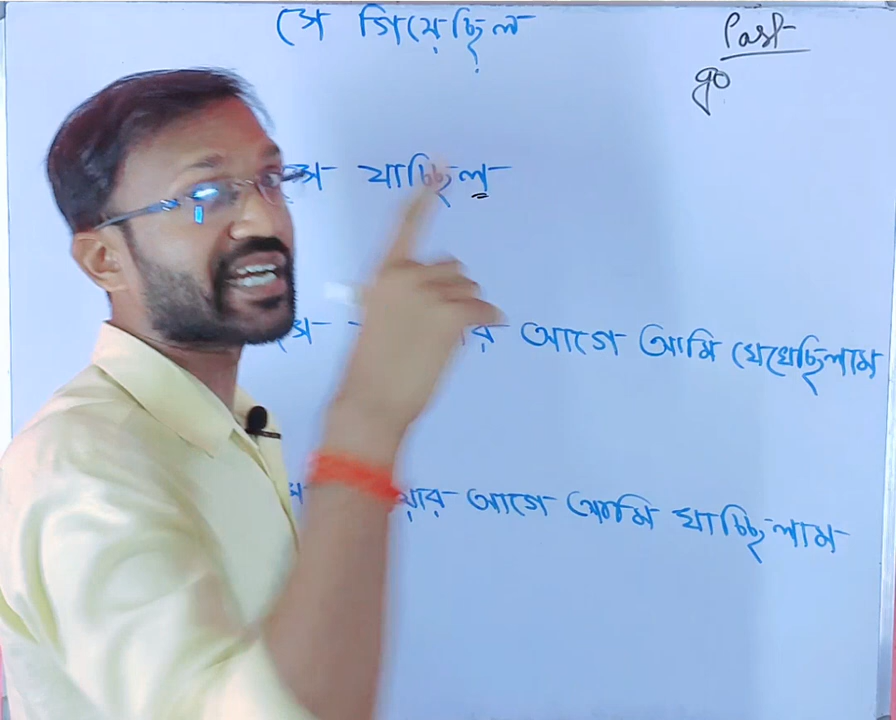 সে গিয়েছিল
Past
go
সে যাচ্ছিল
আগে আমি খেয়েছিলাম
আগে আমি যাচ্ছিলাম